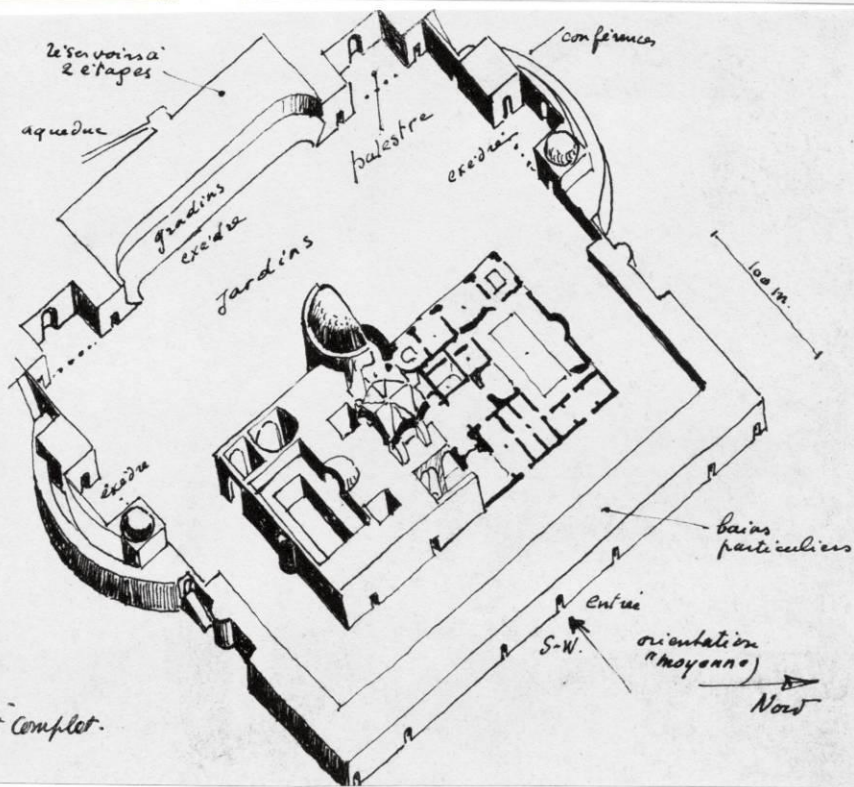 réservoirs à
2 étages
conférences
aqueduc
palestre
exèdre
gradins
exèdre
Jardins
100 m.
exèdre
bains
particuliers
entrée
S-W.
orientation
(moyenne)
Nord
complet.